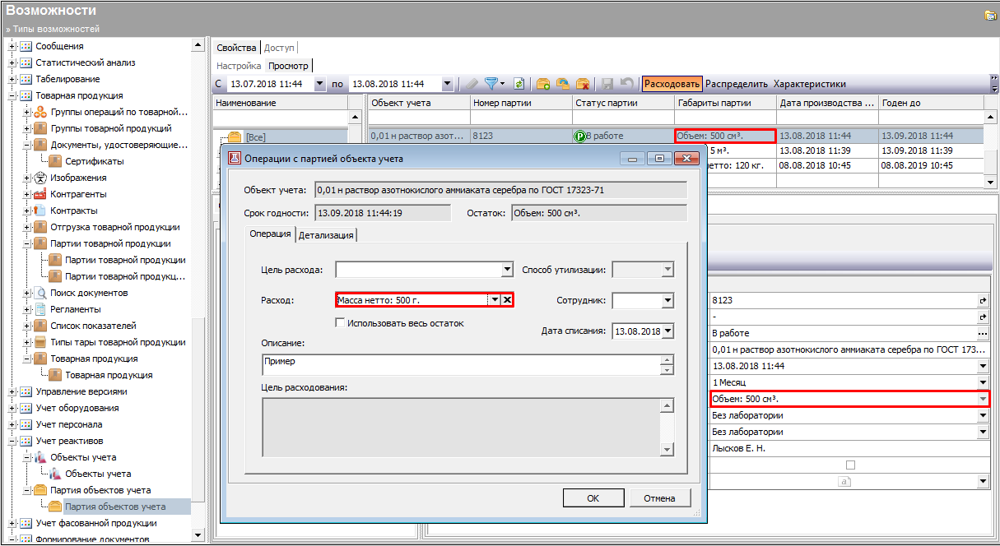 Возможности
» Типы возможностей
Сообщения
Статистический анализ
Табелирование
Товарная продукция
Группы операций по товарной...
Группы товарной продукций
Документы, удостоверяющие...
Сертификаты
Изображения
Контрагенты
Контракты
Отгрузка товарной продукции
Партии товарной продукции
Партии товарной продукции
Партии товарной продукц...
Поиск документов
Регламенты
Список показателей
Типы тары товарной продукции
Товарная продукция
Товарная продукция
Управление версиями
Учет оборудования
Учет персонала
Учет реактивов
Объекты учета
Объекты учета
Партия объектов учета
Партия объектов учета
Учет фасованной продукции
Формирование документов
Свойства Доступ
Настройка Просмотр
С 13.07.2018 11:44 по 13.08.2018 11:44 Расходовать Распределить Характеристики
Наименование Объект учета Номер партии Статус партии Габариты партии Дата производства ... Годен до
[Все] 0,01 н раствор азот... 8123 В работе Объем: 500 см³. 13.08.2018 11:44 13.09.2018 11:44
5 м³. 13.08.2018 11:39 13.09.2018 11:39
нетто: 120 кг. 08.08.2018 10:45 08.08.2019 10:45
Операции с партией объекта учета
Объект учета: 0,01 н раствор азотнокислого аммиаката серебра по ГОСТ 17323-71
Срок годности: 13.09.2018 11:44:19 Остаток: Объем: 500 см³.
Операция Детализация
Цель расхода: Способ утилизации:
Расход: Масса нетто: 500 г. Сотрудник:
Использовать весь остаток
Дата списания: 13.08.2018
Описание:
Пример
Цель расходования:
OK Отмена
8123
-
В работе
0,01 н раствор азотнокислого аммиаката серебра по ГОСТ 173...
13.08.2018 11:44
1 Месяц
Объем: 500 см³.
Без лаборатории
Без лаборатории
Лысков Е. Н.
a